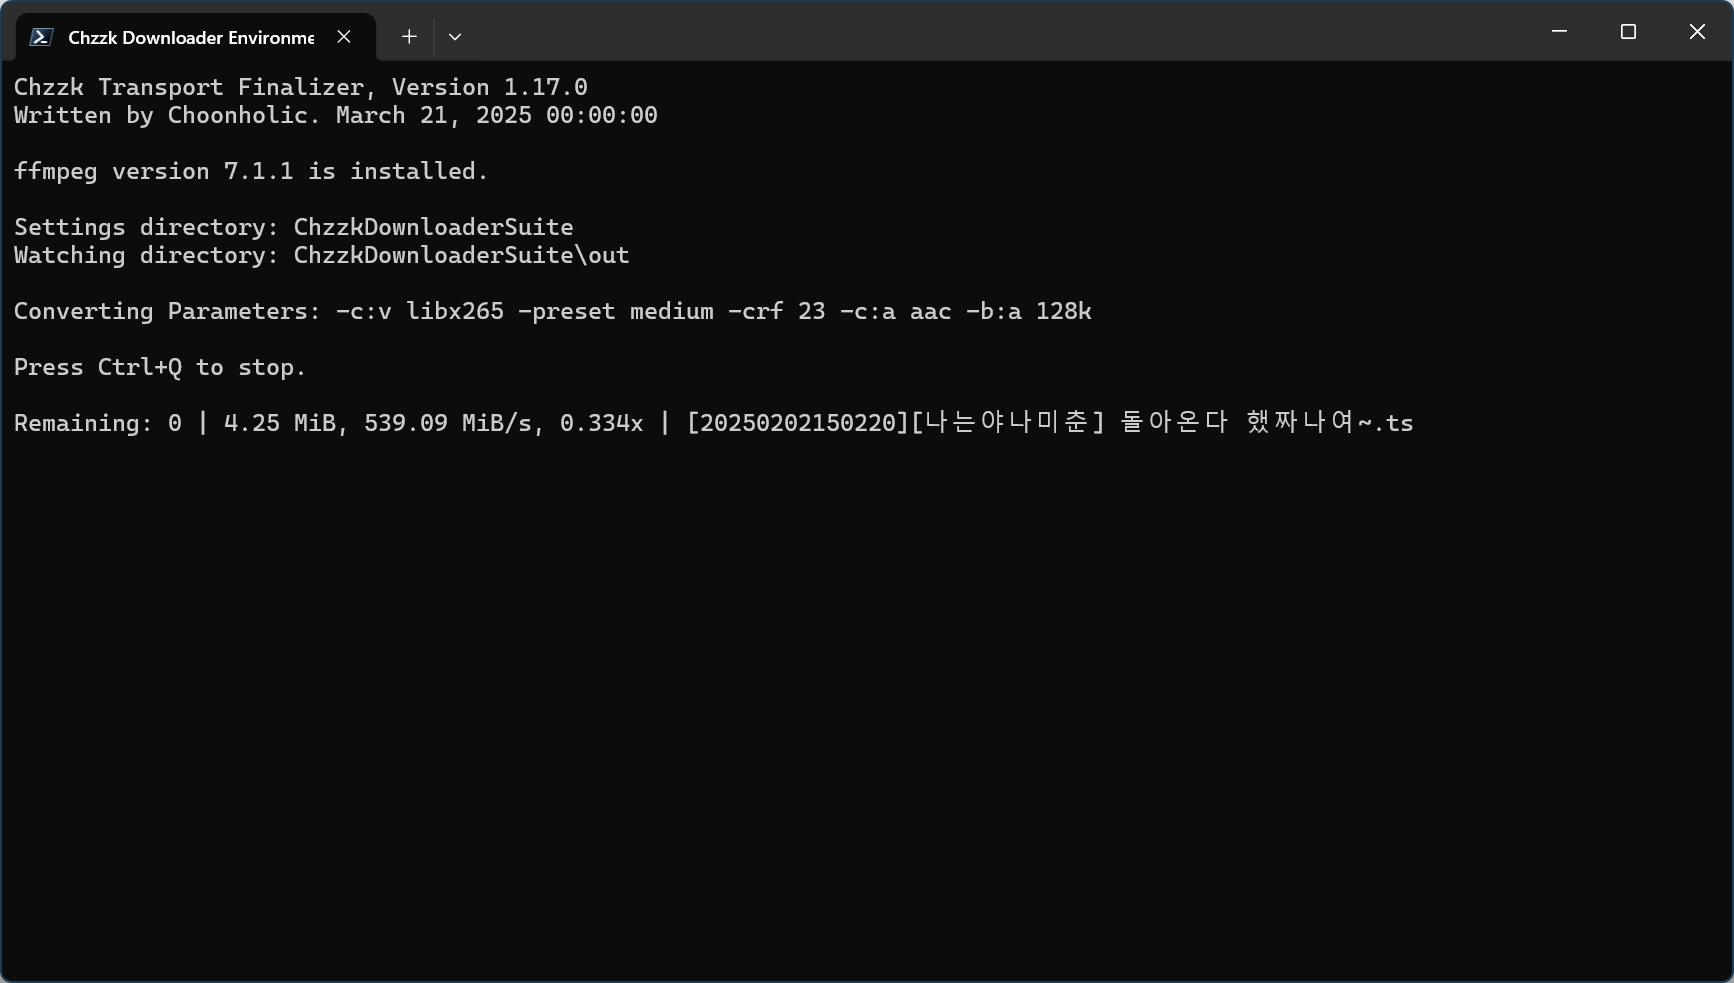 Chzzk Downloader Environme
Chzzk Transport Finalizer, Version 1.17.0
Written by Choonholic. March 21, 2025 00:00:00
ffmpeg version 7.1.1 is installed.
Settings directory: ChzzkDownloaderSuite
Watching directory: ChzzkDownloaderSuite\out
Converting Parameters: -c:v libx265 -preset medium -crf 23 -c:a aac -b:a 128k
Press Ctrl+Q to stop.
Remaining: 0 | 4.25 MiB, 539.09 MiB/s, 0.334x | [20250202150220][나는야나미춘] 돌아온다 했짜나여~.ts